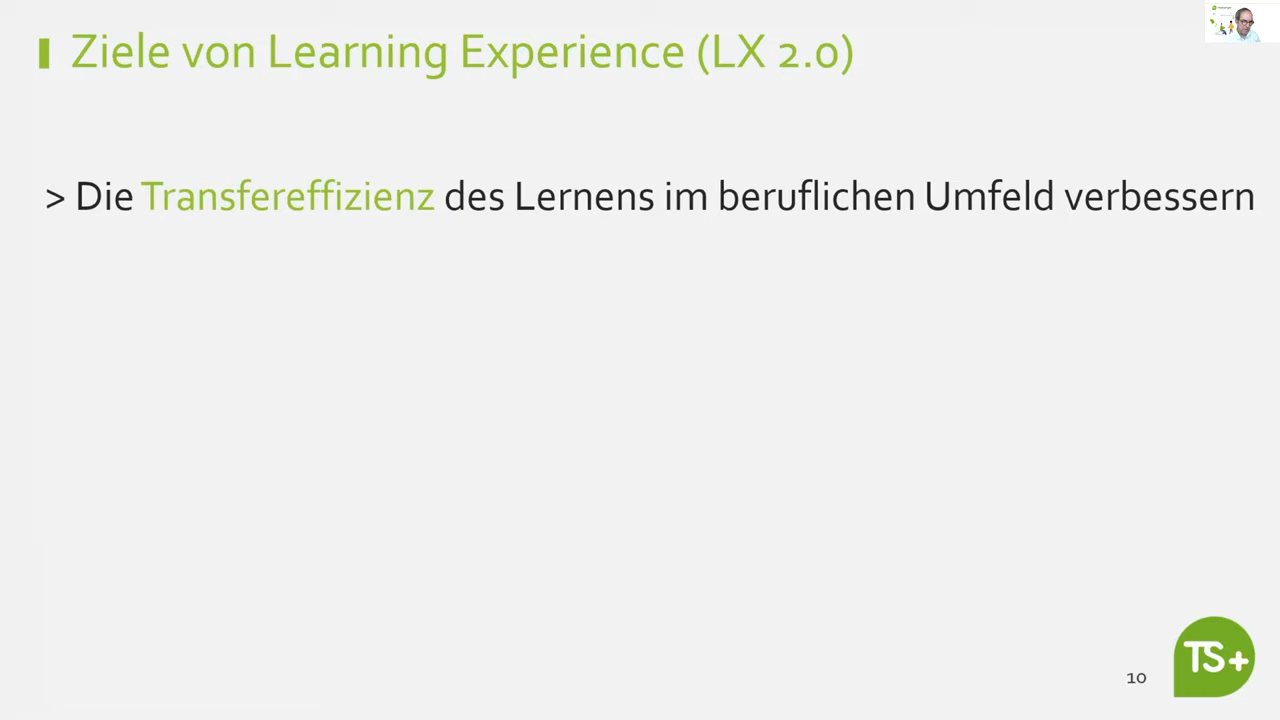 Ziele von Learning Experience (LX 2.0)
> Die Transfereffizienz des Lernens im beruflichen Umfeld verbessern
10
TS+